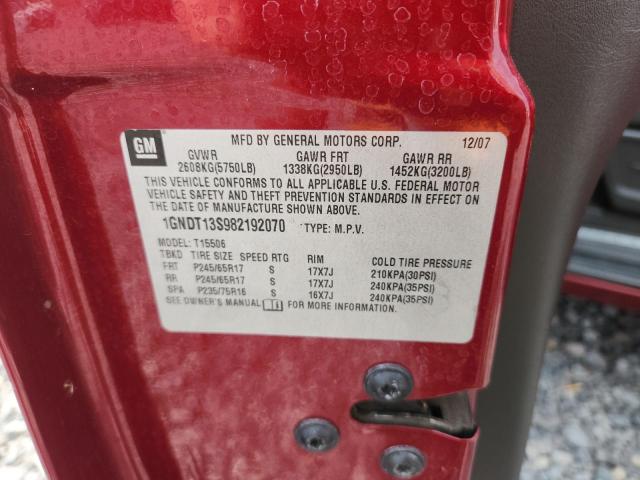 GM MFD BY GENERAL MOTORS CORP. 12/07
GVWR GAWR FRT GAWR RR
2608KG(5750LB) 1338KG(2950LB) 1452KG(3200LB)
THIS VEHICLE CONFORMS TO ALL APPLICABLE U.S. FEDERAL MOTOR
VEHICLE SAFETY AND THEFT PREVENTION STANDARDS IN EFFECT ON
THE DATE OF MANUFACTURE SHOWN ABOVE.
1GNDT13S982192070 TYPE: M.P.V.
MODEL: T15506
TBKD TIRE SIZE SPEED RTG RIM COLD TIRE PRESSURE
FRT P245/65R17 S 17X7J 210KPA(30PSI)
RR P245/65R17 S 17X7J 240KPA(35PSI)
SPA P235/75R16 S 16X7J 240KPA(35PSI)
SEE OWNER'S MANUAL FOR MORE INFORMATION.